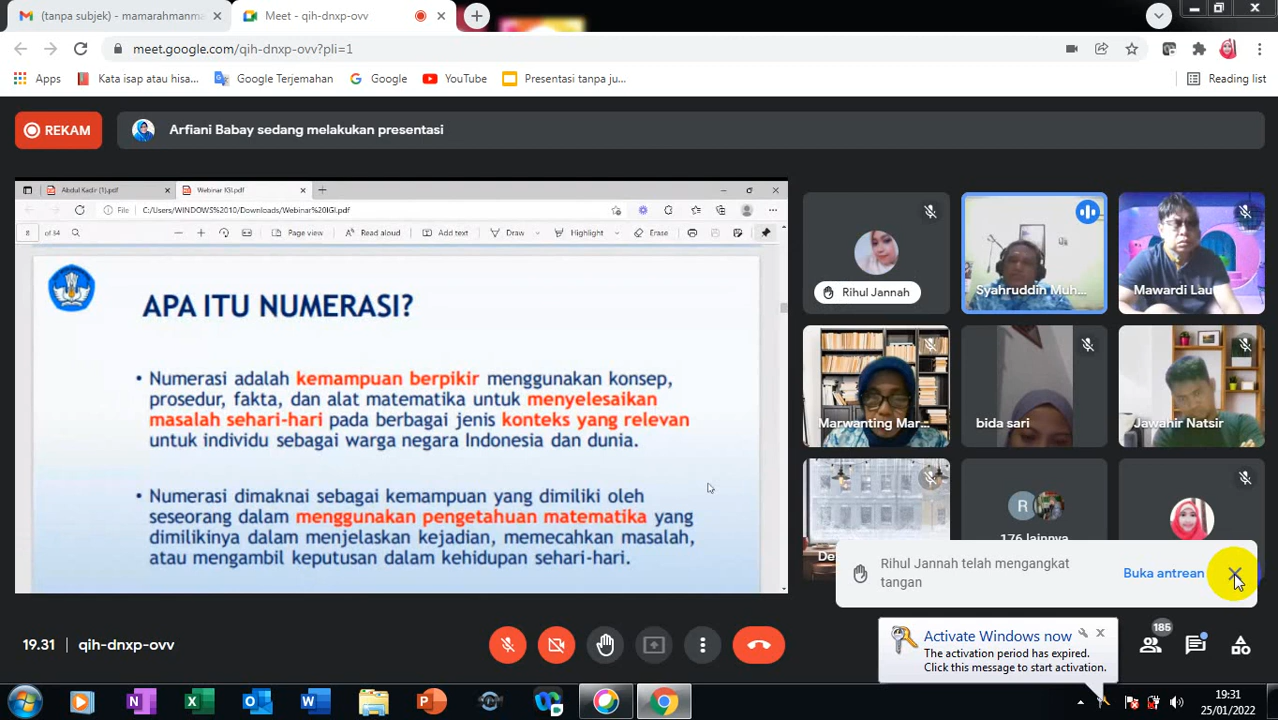 (tanpa subjek) - mamarahmanma
Meet - qih-dnxp-ovv
meet.google.com/qih-dnxp-ovv?pli=1
Apps
Kata isap atau hisa...
Google Terjemahan
Google
YouTube
Presentasi tanpa ju...
Reading list
REKAM
Arfiani Babay sedang melakukan presentasi
Abdul Kadir (1).pdf
Webinar IGI.pdf
File
C:/Users/WINDOWS%2010/Downloads/Webinar%20IGI.pdf
8 of 54
Page view
Read aloud
Add text
Draw
Highlight
Erase
APA ITU NUMERASI?
• Numerasi adalah kemampuan berpikir menggunakan konsep,
prosedur, fakta, dan alat matematika untuk menyelesaikan
masalah sehari-hari pada berbagai jenis konteks yang relevan
untuk individu sebagai warga negara Indonesia dan dunia.
• Numerasi dimaknai sebagai kemampuan yang dimiliki oleh
seseorang dalam menggunakan pengetahuan matematika yang
dimilikinya dalam menjelaskan kejadian, memecahkan masalah,
atau mengambil keputusan dalam kehidupan sehari-hari.
Rihul Jannah
Syahruddin Muh...
Mawardi Lau
Marwanting Mar...
bida sari
Jawahir Natsir
De
R
176 lainnya
Rihul Jannah telah mengangkat
tangan
Buka antrean
Activate Windows now
The activation period has expired.
Click this message to start activation.
19.31
qih-dnxp-ovv
185
19:31
25/01/2022